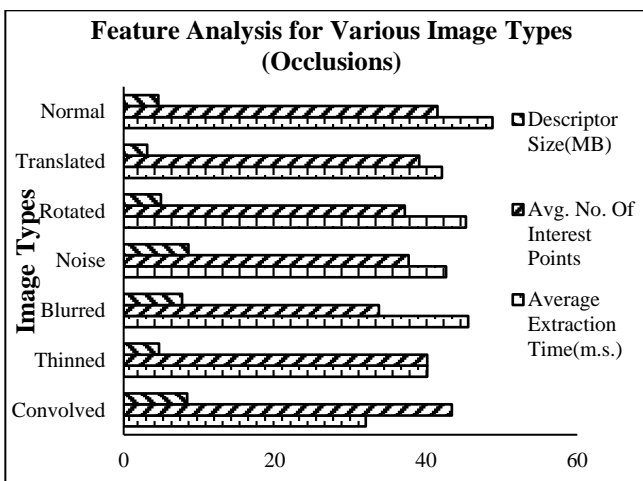 Feature Analysis for Various Image Types
(Occlusions)
Image Types
Normal
Translated
Rotated
Noise
Blurred
Thinned
Convolved
0
20
40
60
Descriptor
Size(MB)
Avg. No. Of
Interest
Points
Average
Extraction
Time(m.s.)